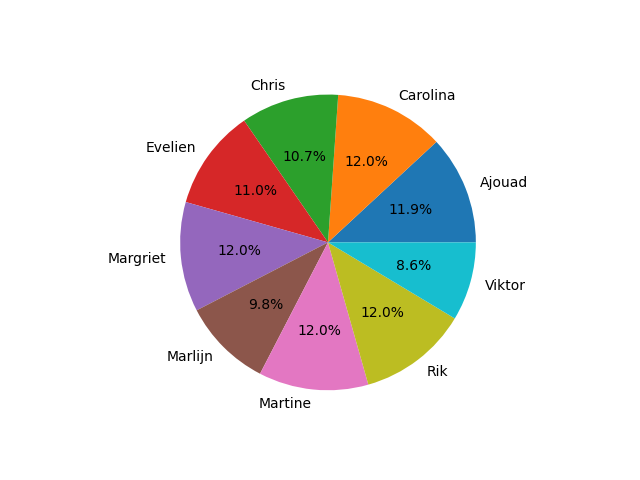 Chris
Carolina
Evelien
10.7%
12.0%
Ajouad
11.0%
11.9%
Margriet
12.0%
8.6%
Viktor
9.8%
12.0%
12.0%
Marlijn
Rik
Martine